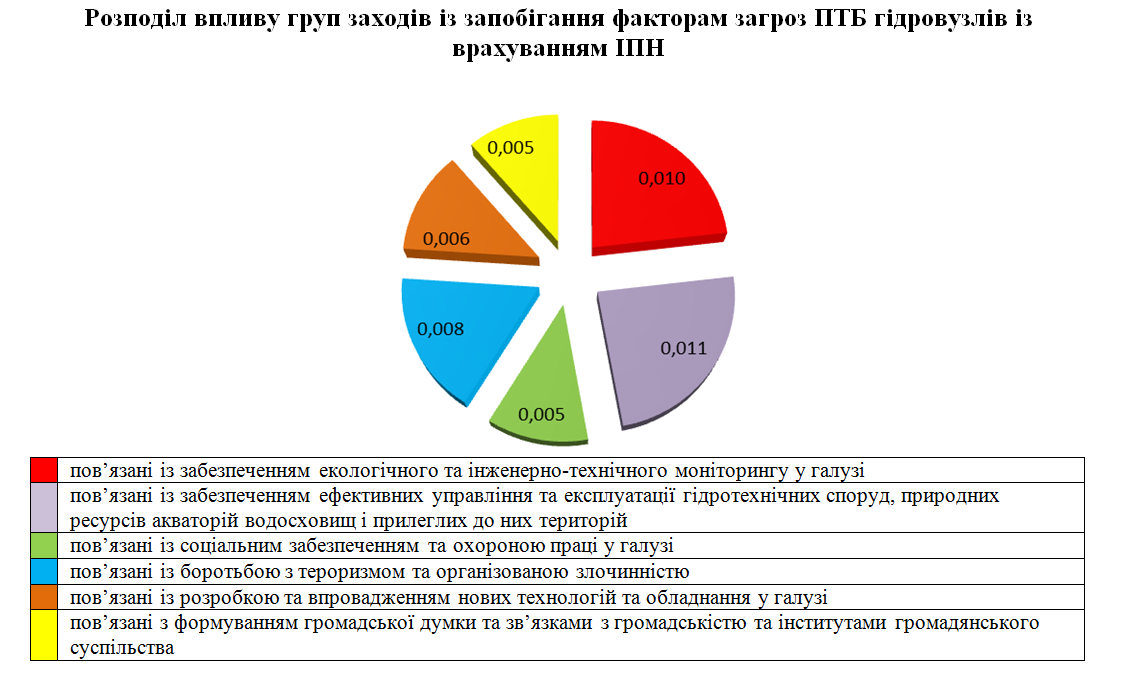 Розподіл впливу груп заходів із запобігання факторам загроз ПТБ гідровузлів із
врахуванням ІПН
0,005
0,010
0,006
0,008
0,011
0,005
пов’язані із забезпеченням екологічного та інженерно-технічного моніторингу у галузі
пов’язані із забезпеченням ефективних управління та експлуатації гідротехнічних споруд, природних
ресурсів акваторій водосховищ і прилеглих до них територій
пов’язані із соціальним забезпеченням та охороною праці у галузі
пов’язані із боротьбою з тероризмом та організованою злочинністю
пов’язані із розробкою та впровадженням нових технологій та обладнання у галузі
пов’язані з формуванням громадської думки та зв’язками з громадськістю та інститутами громадянського
суспільства